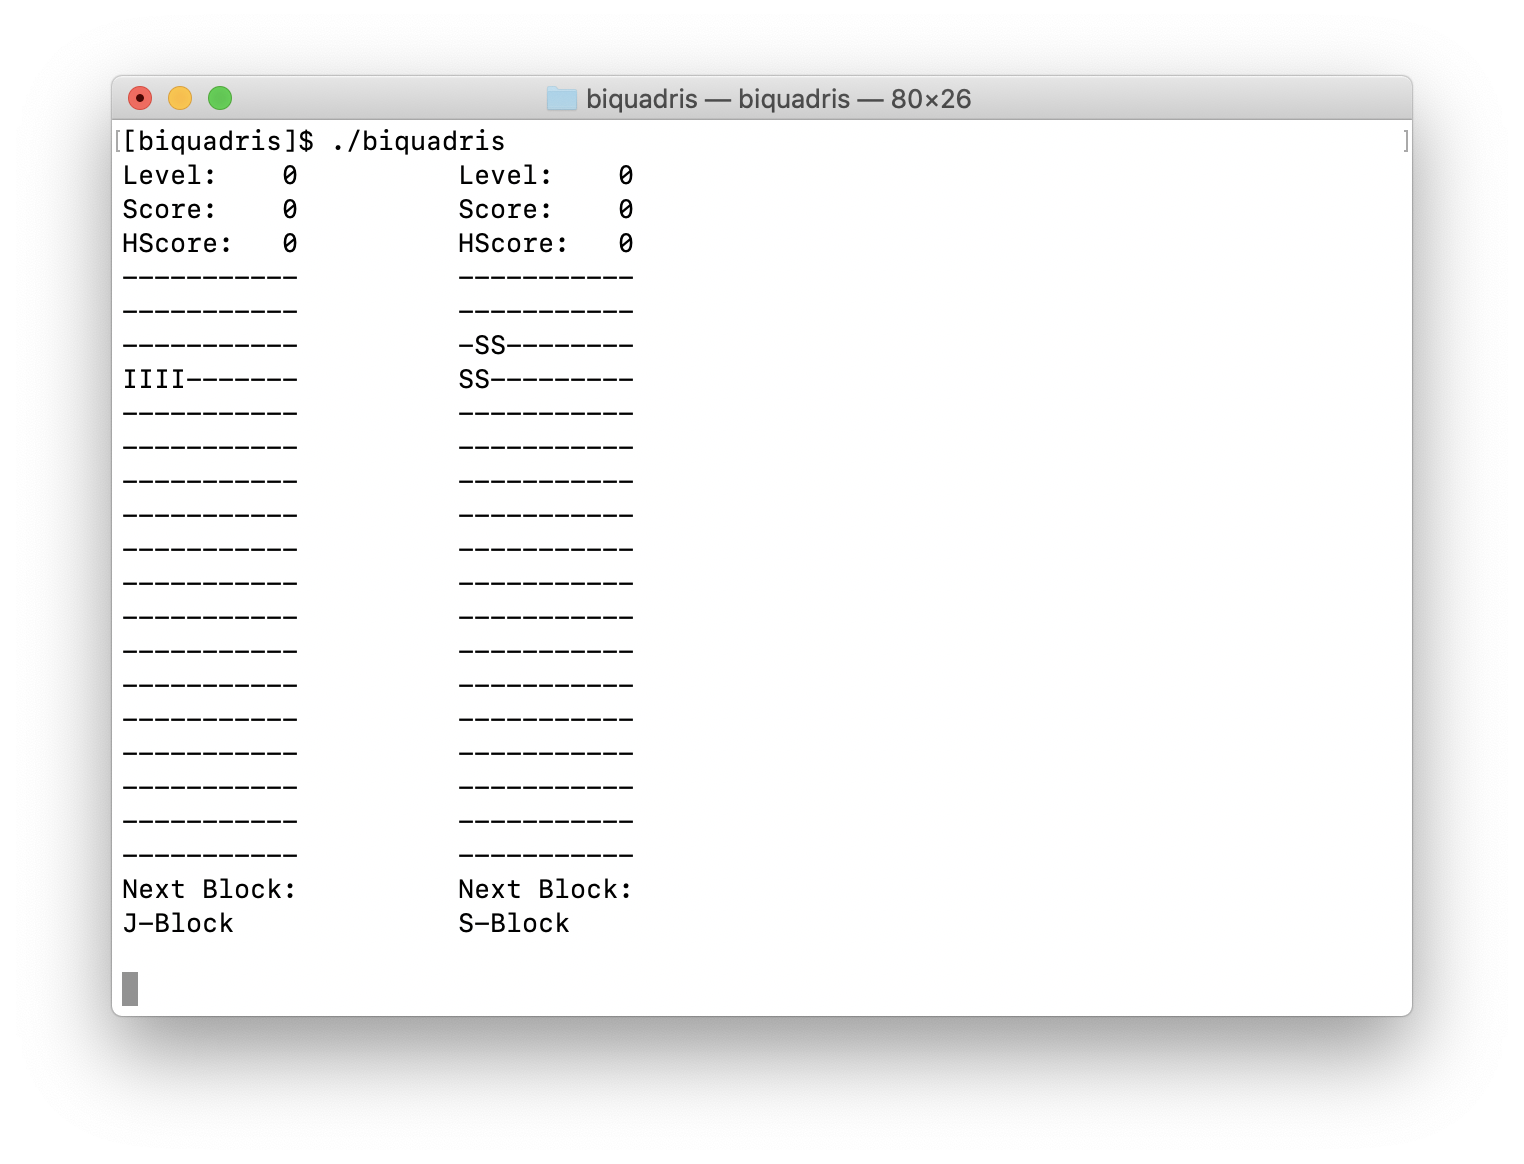 biquadris — biquadris — 80×26
[[biquadris]$ ./biquadris ]
Level:    0          Level:    0
Score:    0          Score:    0
HScore:   0          HScore:   0
-----------          -----------
-----------          -----------
-----------          -SS--------
IIII-------          SS---------
-----------          -----------
-----------          -----------
-----------          -----------
-----------          -----------
-----------          -----------
-----------          -----------
-----------          -----------
-----------          -----------
-----------          -----------
-----------          -----------
-----------          -----------
-----------          -----------
-----------          -----------
-----------          -----------
Next Block:          Next Block:
J-Block              S-Block